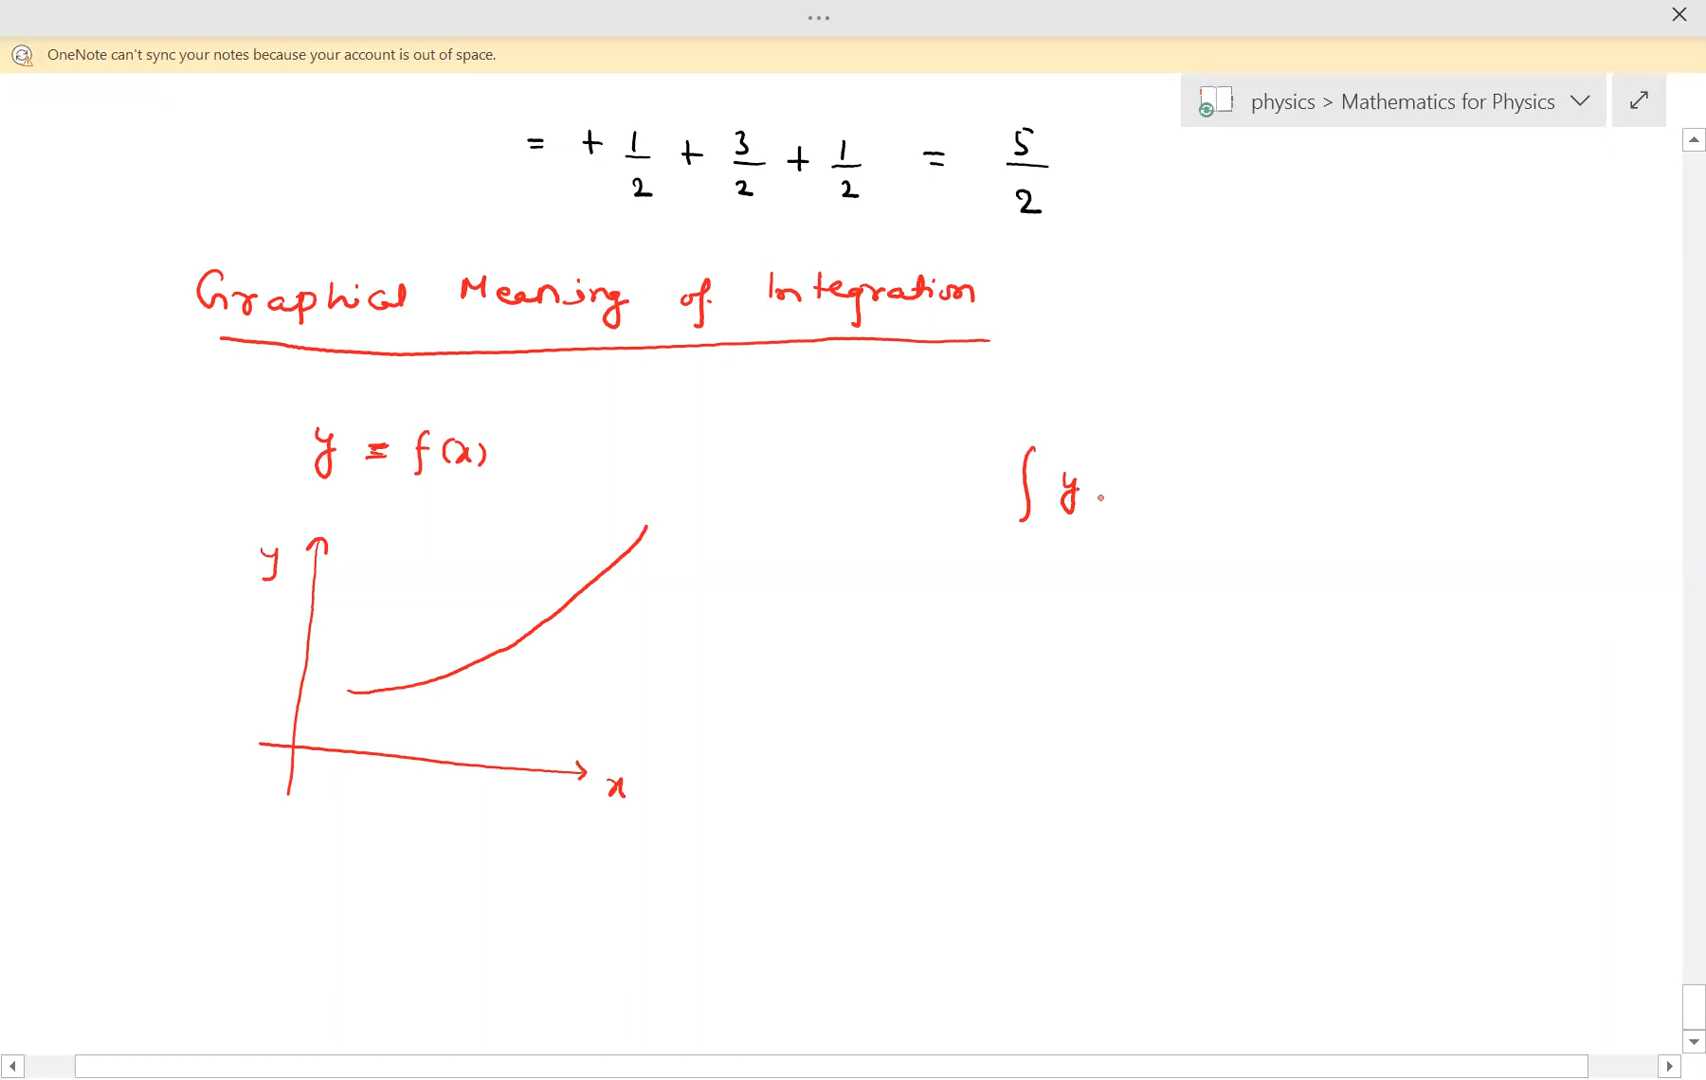 OneNote can't sync your notes because your account is out of space.
physics > Mathematics for Physics
= + 1/2 + 3/2 + 1/2 = 5/2
Graphical Meaning of Integration
y = f(x)
∫ y
y
x